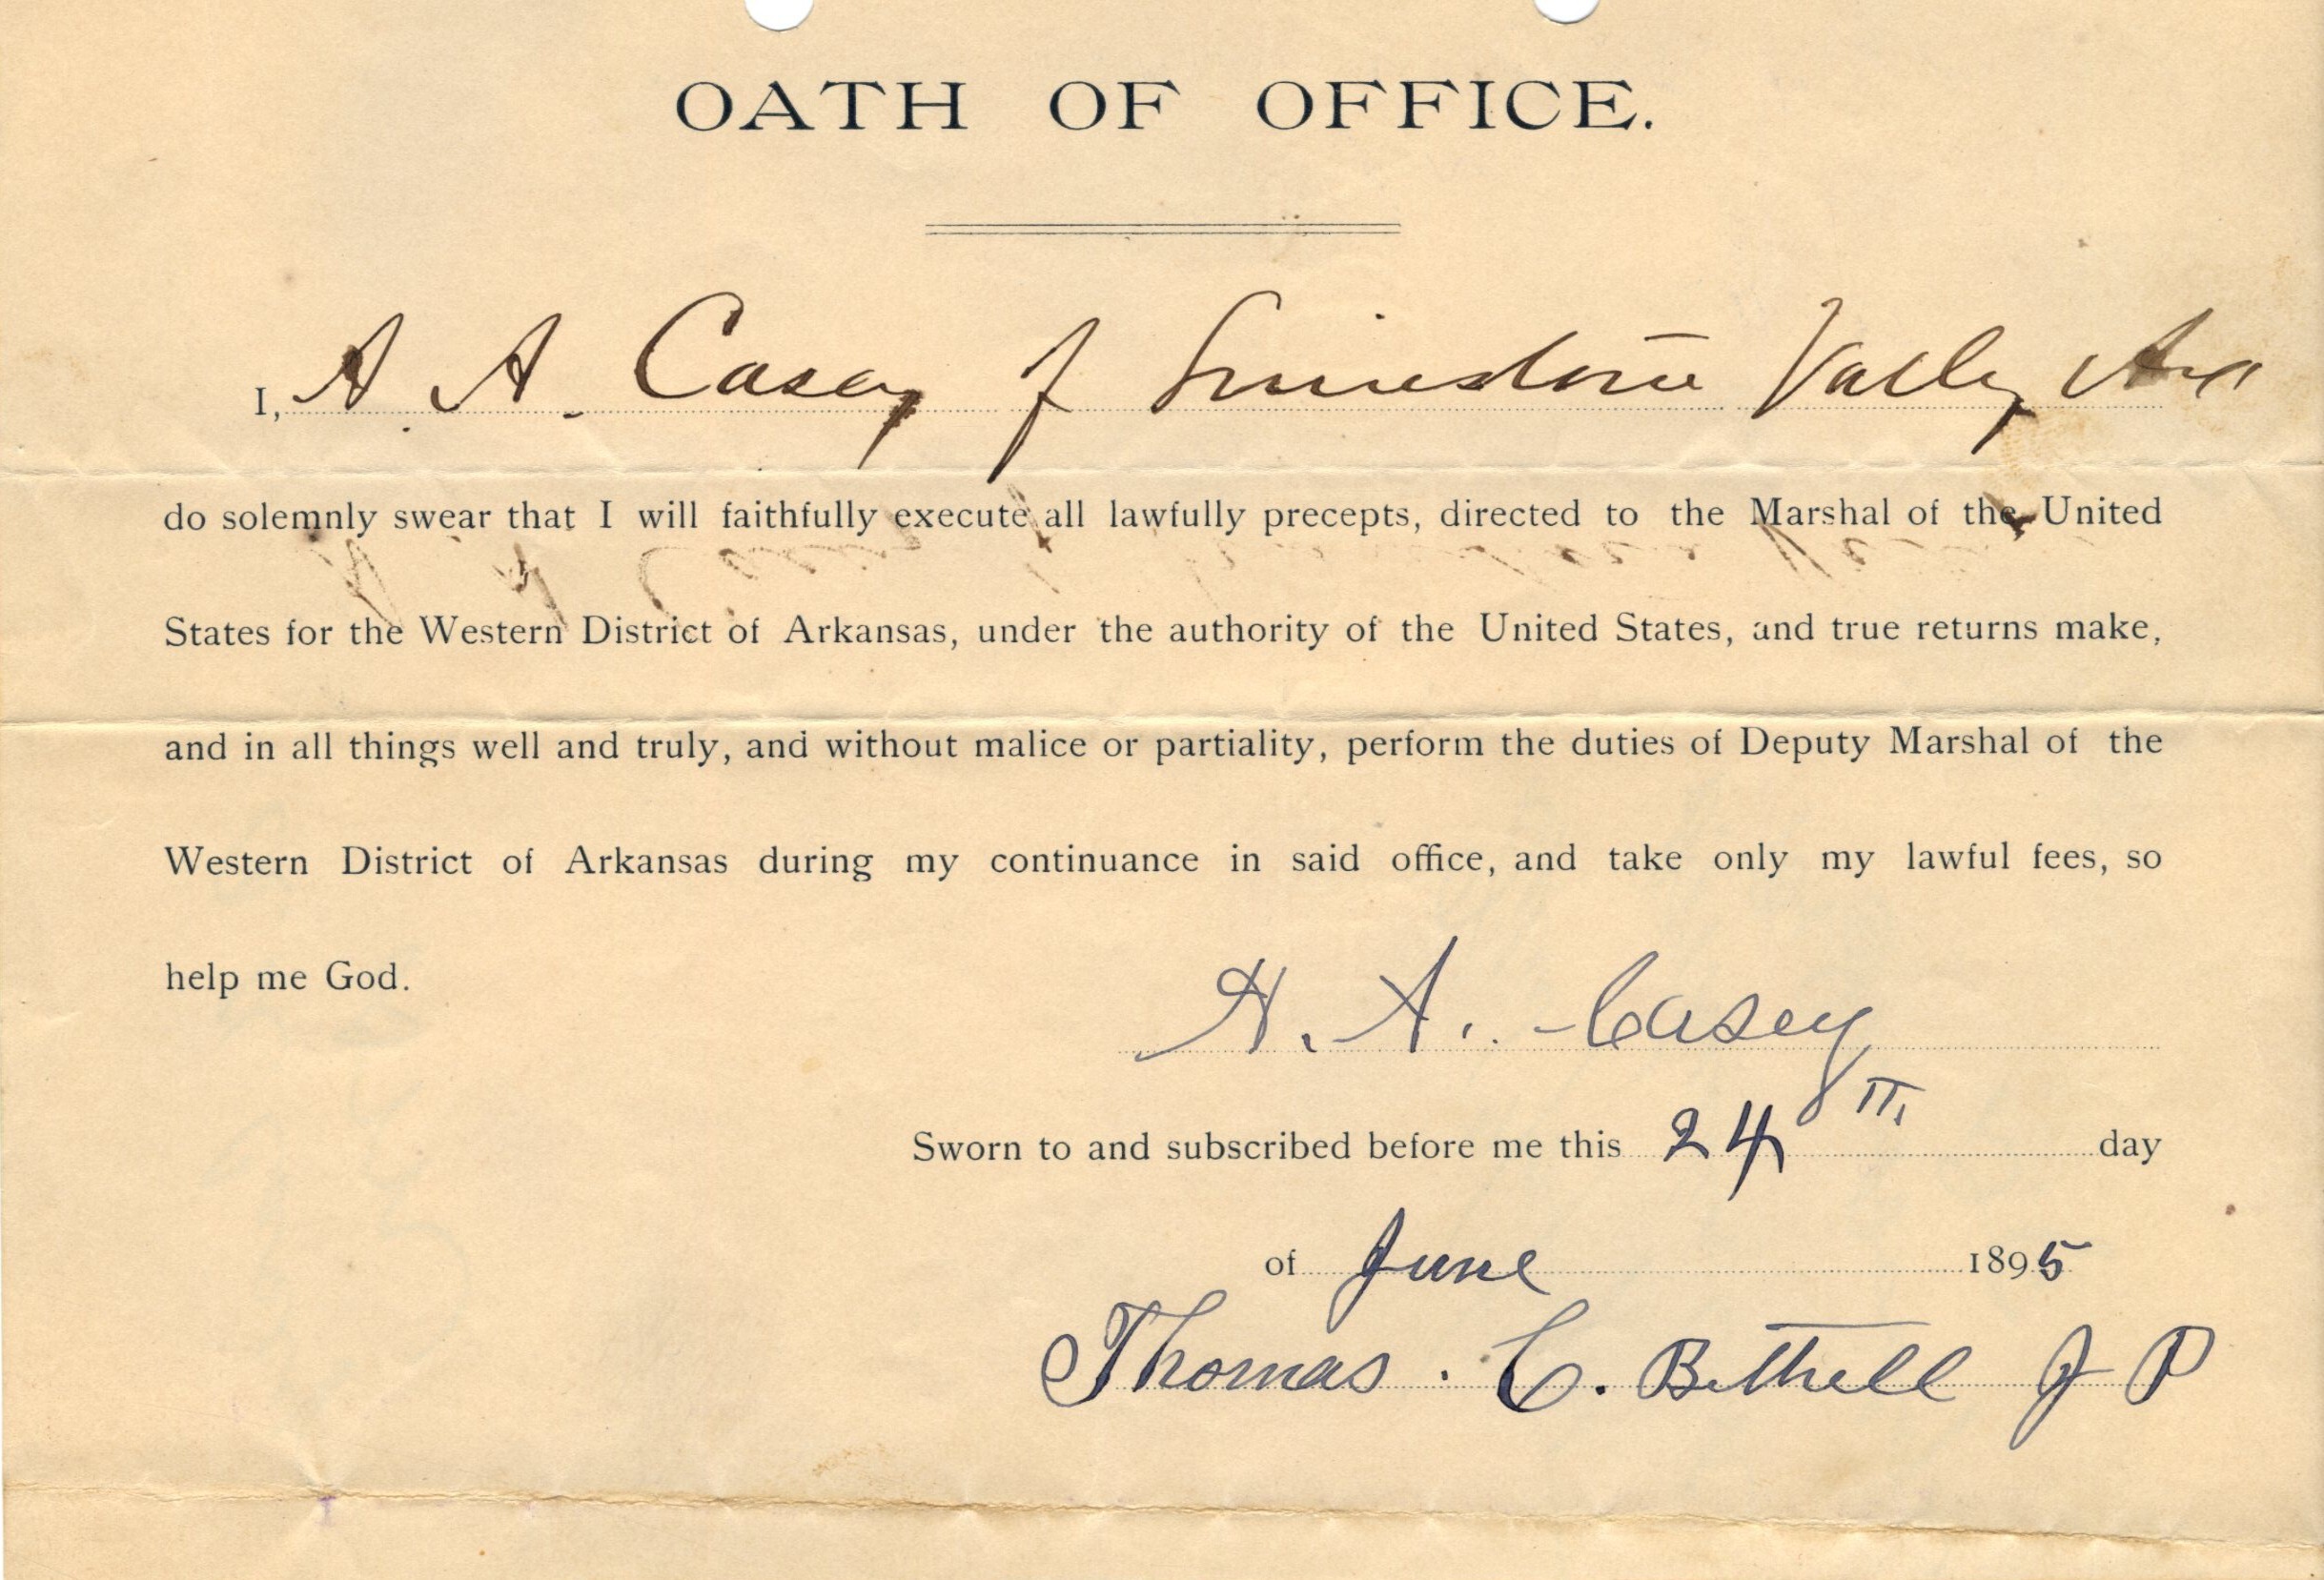 OATH OF OFFICE.
I, A. A. Casey of Limestone Valley Ark
do solemnly swear that I will faithfully execute all lawfully precepts, directed to the Marshal of the United
States for the Western District of Arkansas, under the authority of the United States, and true returns make,
and in all things well and truly, and without malice or partiality, perform the duties of Deputy Marshal of the
Western District of Arkansas during my continuance in said office, and take only my lawful fees, so
help me God.
A. A. Casey
Sworn to and subscribed before me this 24th day
of June 1895
Thomas. C. Bethell J P